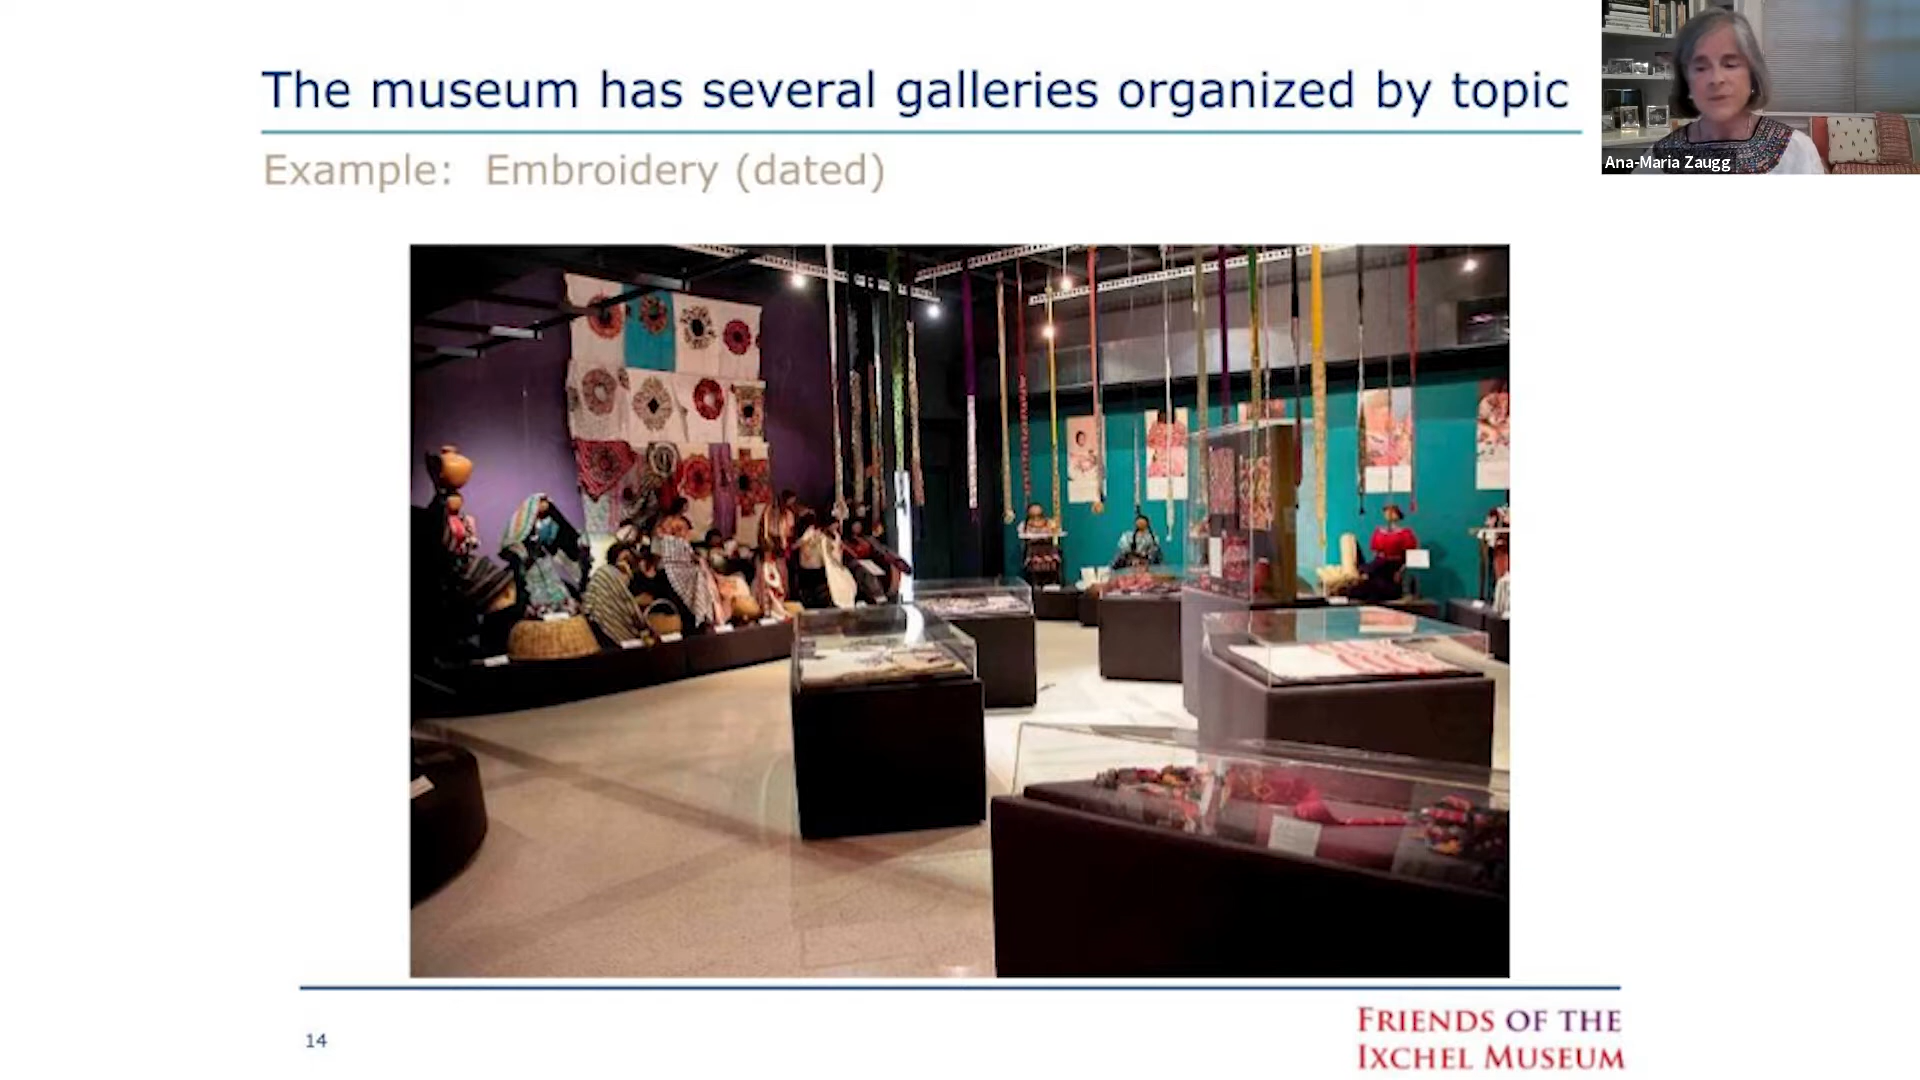 The museum has several galleries organized by topic
Example: Embroidery (dated)
Ana-Maria Zaugg
14
FRIENDS OF THE
IXCHEL MUSEUM